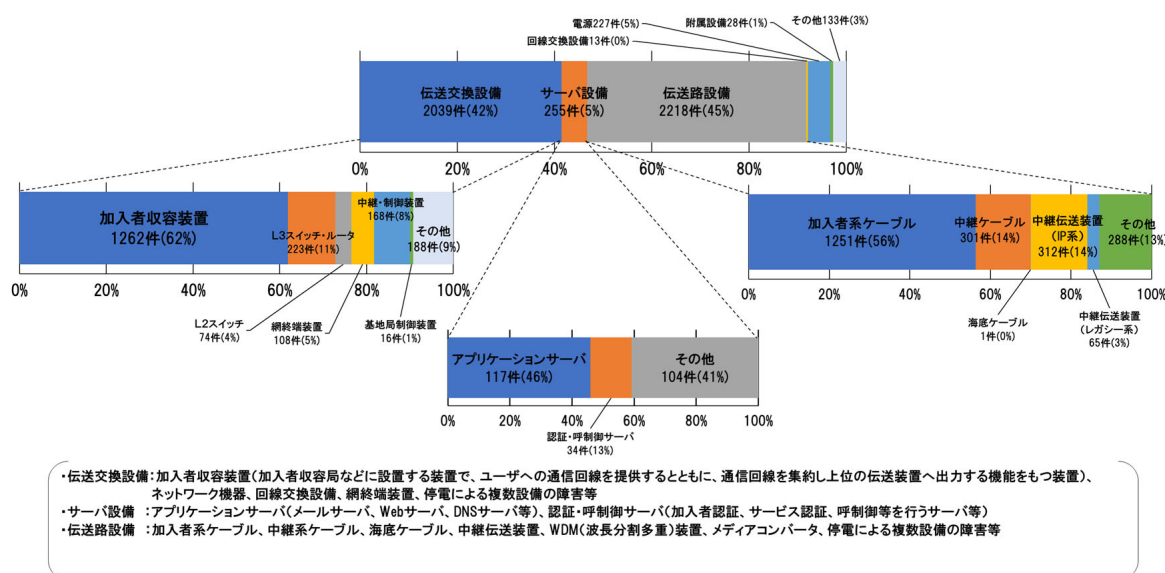 電源227件(5%)
附属設備28件(1%)
その他133件(3%)
回線交換設備13件(0%)
伝送交換設備
2039件(42%)
サーバ設備
255件(5%)
伝送路設備
2218件(45%)
0% 20% 40% 60% 80% 100%
加入者収容装置
1262件(62%)
L3スイッチ・ルータ
223件(11%)
中継・制御装置
168件(8%)
その他
188件(9%)
0% 20% 40% 60% 80% 100%
L2スイッチ
74件(4%)
網終端装置
108件(5%)
基地局制御装置
16件(1%)
加入者系ケーブル
1251件(56%)
中継ケーブル
301件(14%)
中継伝送装置
(IP系)
312件(14%)
その他
288件(13%)
0% 20% 40% 60% 80% 100%
海底ケーブル
1件(0%)
中継伝送装置
(レガシー系)
65件(3%)
アプリケーションサーバ
117件(46%)
その他
104件(41%)
0% 20% 40% 60% 80% 100%
認証・呼制御サーバ
34件(13%)
・伝送交換設備:加入者収容装置(加入者収容局などに設置する装置で、ユーザへの通信回線を提供するとともに、通信回線を集約し上位の伝送装置へ出力する機能をもつ装置)、
ネットワーク機器、回線交換設備、網終端装置、停電による複数設備の障害等
・サーバ設備 :アプリケーションサーバ(メールサーバ、Webサーバ、DNSサーバ等)、認証・呼制御サーバ(加入者認証、サービス認証、呼制御等を行うサーバ等)
・伝送路設備 :加入者系ケーブル、中継系ケーブル、海底ケーブル、中継伝送装置、WDM(波長分割多重)装置、メディアコンバータ、停電による複数設備の障害等